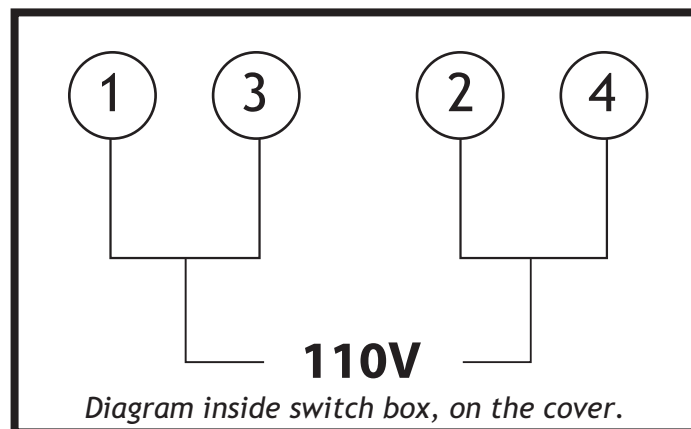 1 3 2 4
110V
Diagram inside switch box, on the cover.